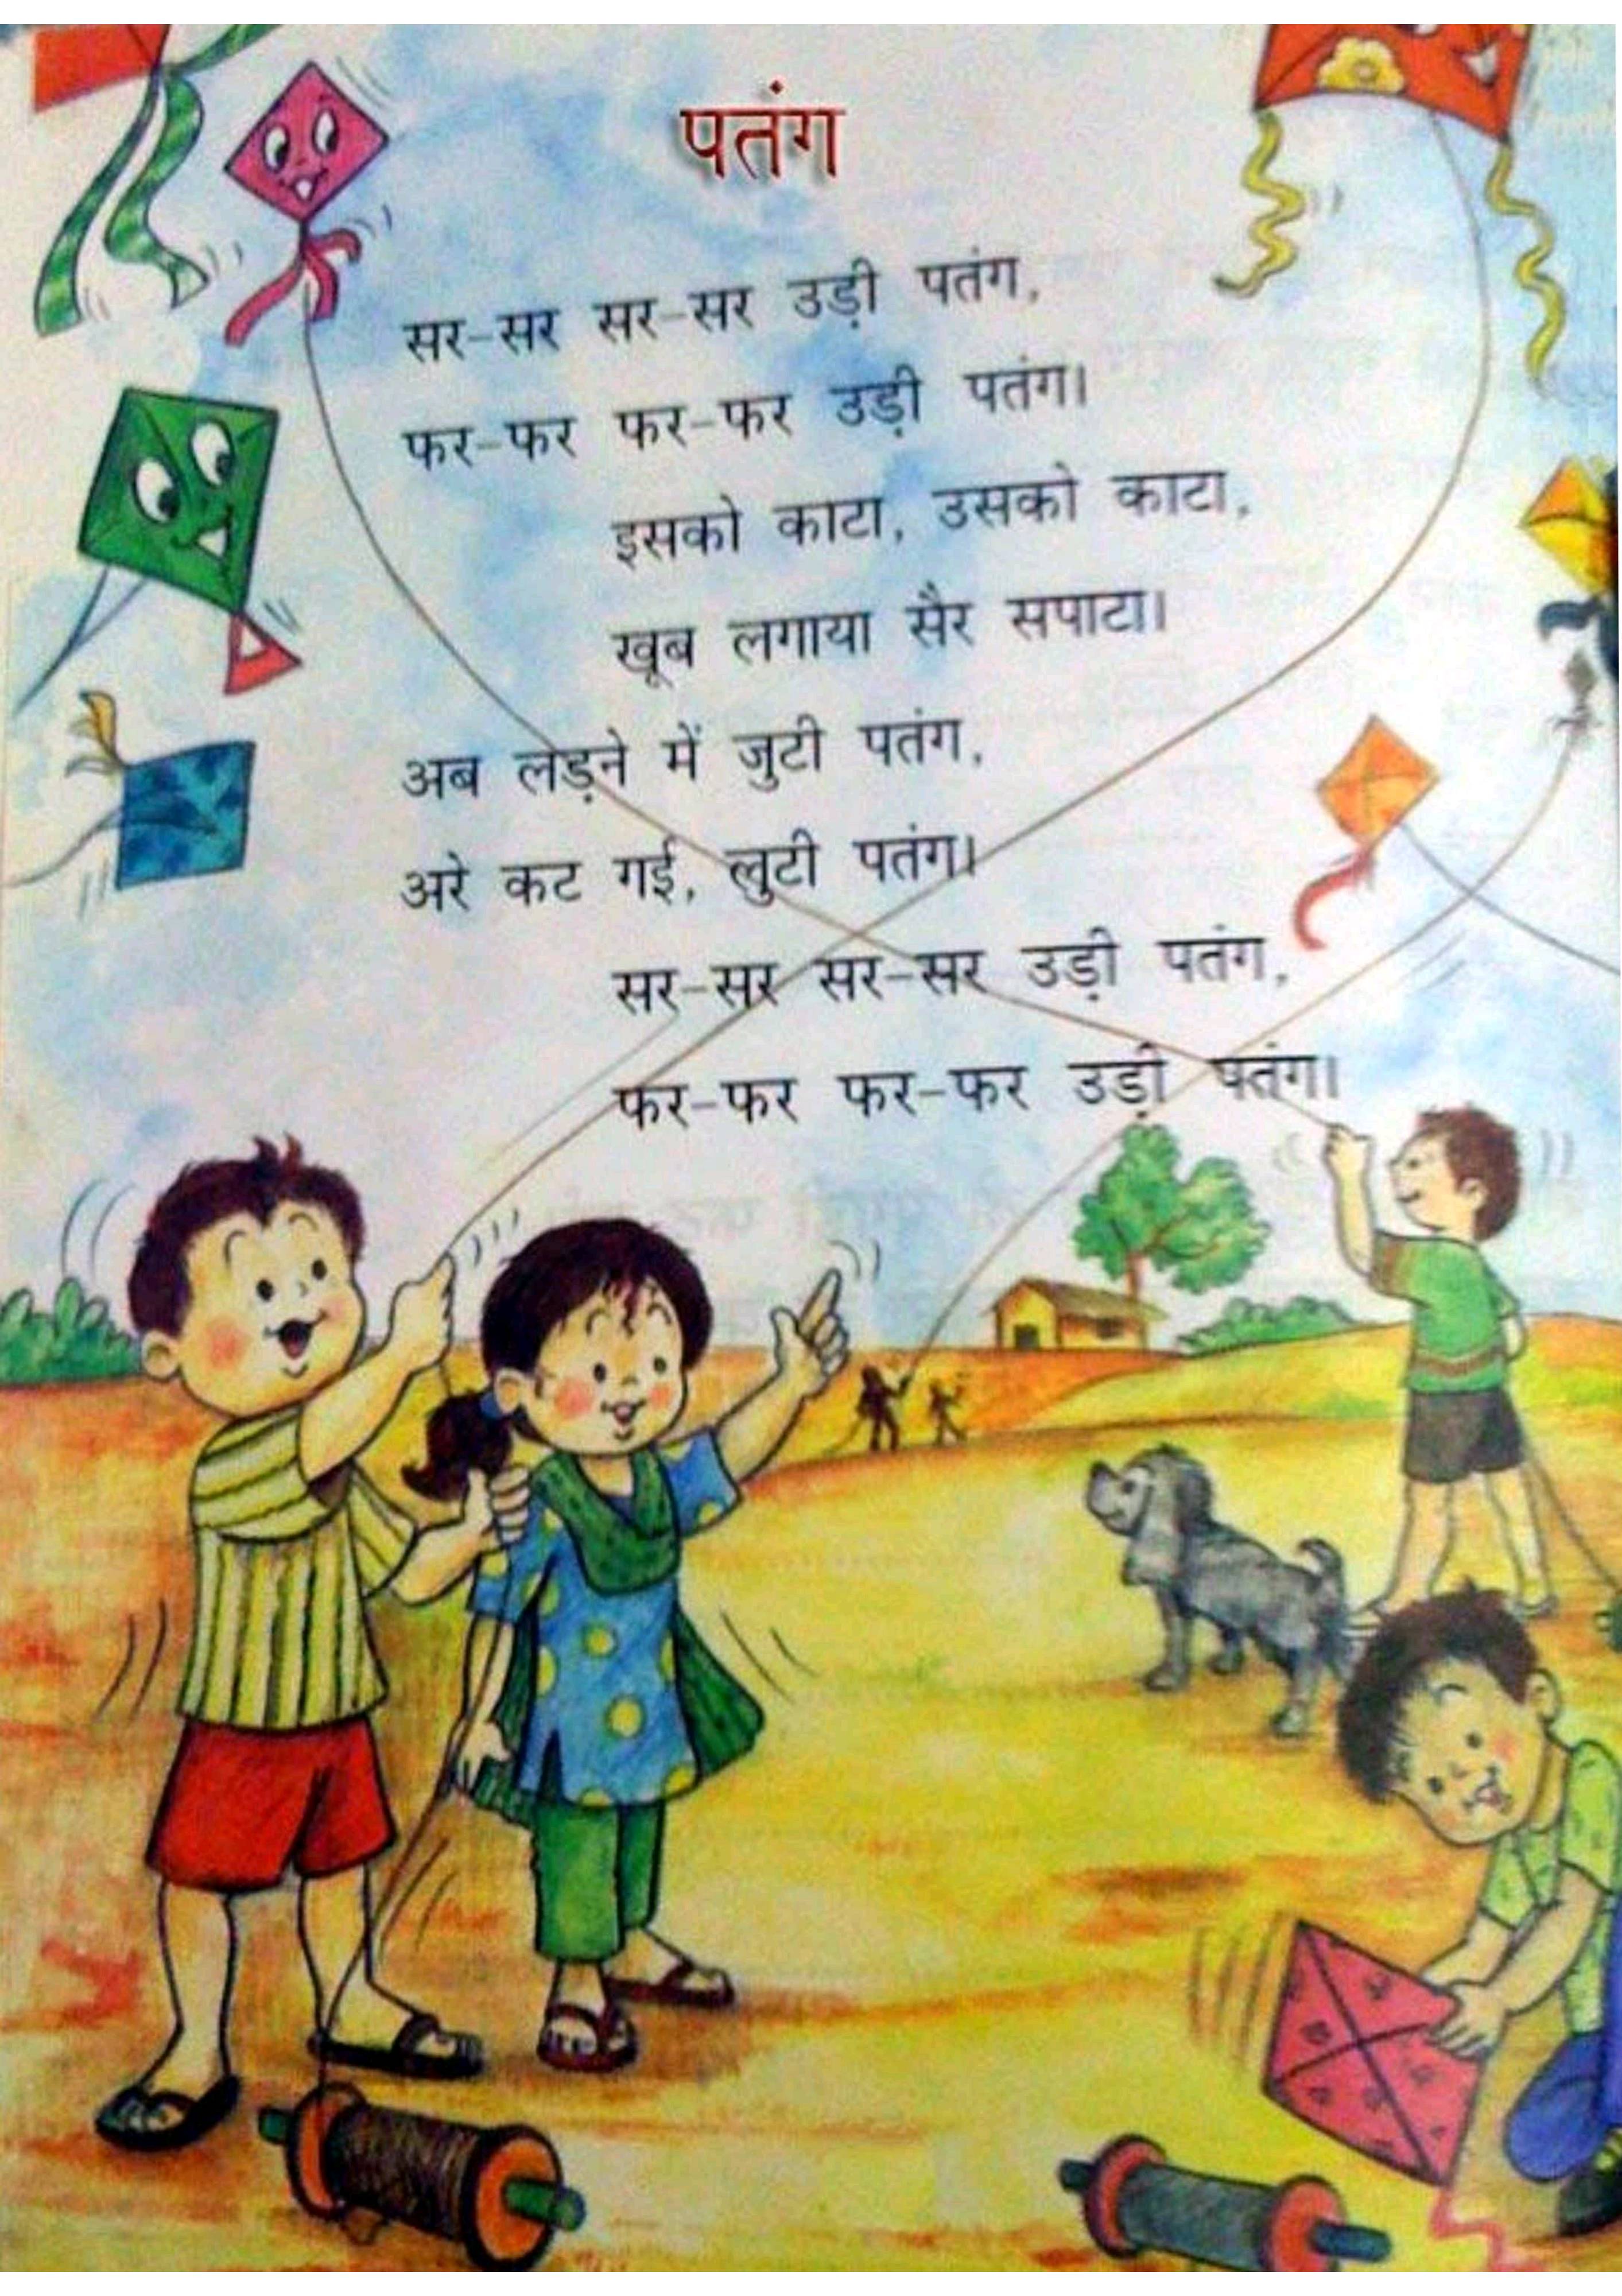 पतंग
सर-सर सर-सर उड़ी पतंग,
फर-फर फर-फर उड़ी पतंग।
इसको काटा, उसको काटा,
खूब लगाया सैर सपाटा।
अब लड़ने में जुटी पतंग,
अरे कट गई, लुटी पतंग।
सर-सर सर-सर उड़ी पतंग,
फर-फर फर-फर उड़ी पतंग।